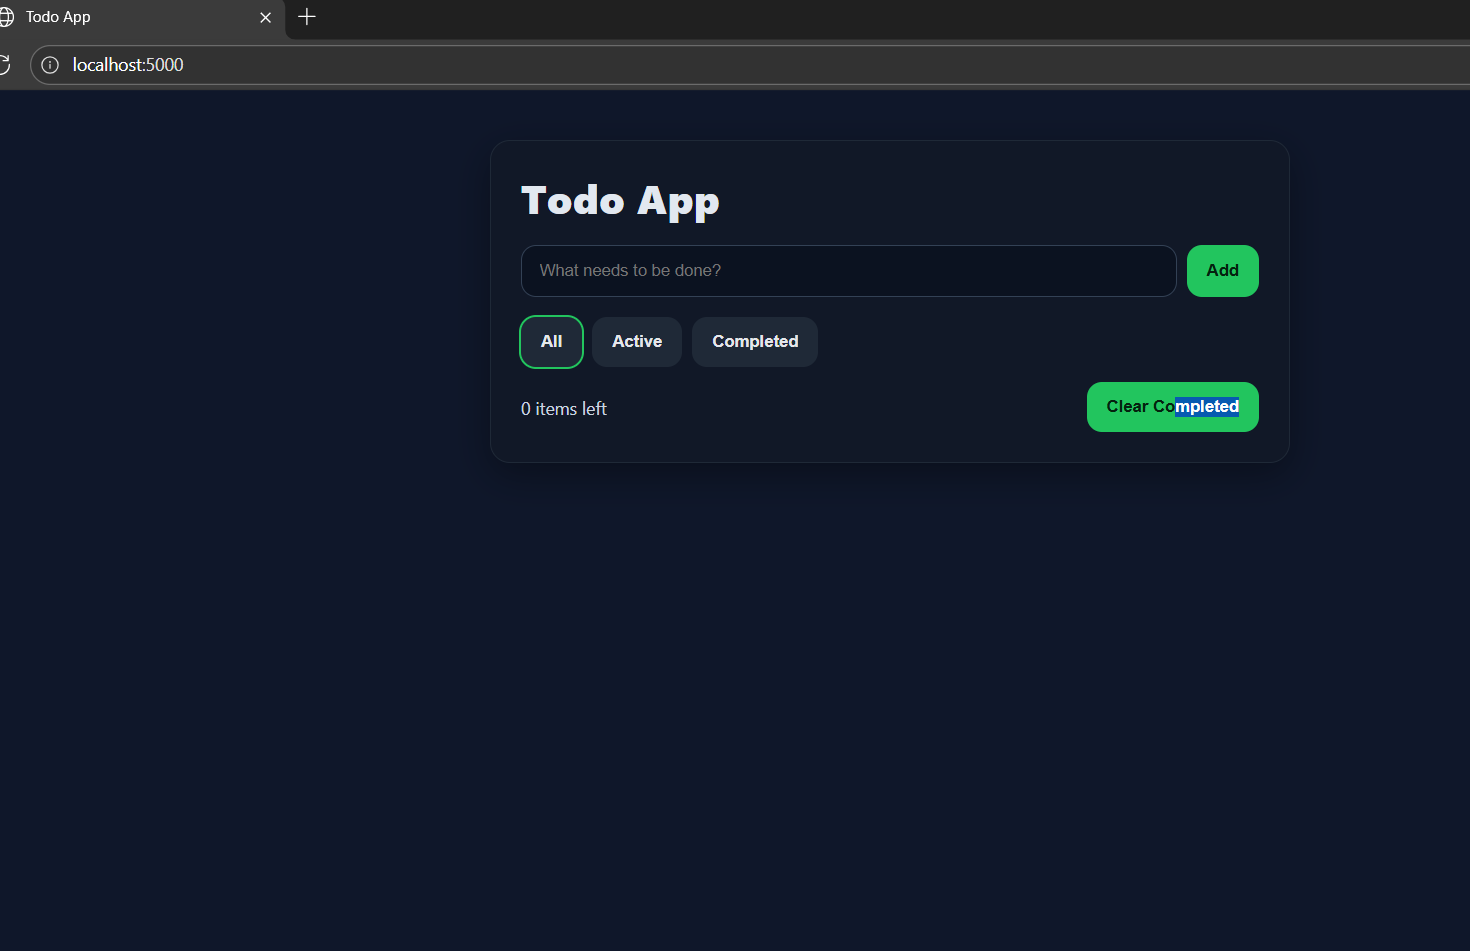 Todo App
localhost:5000
Todo App
What needs to be done?
Add
All
Active
Completed
0 items left
Clear Completed